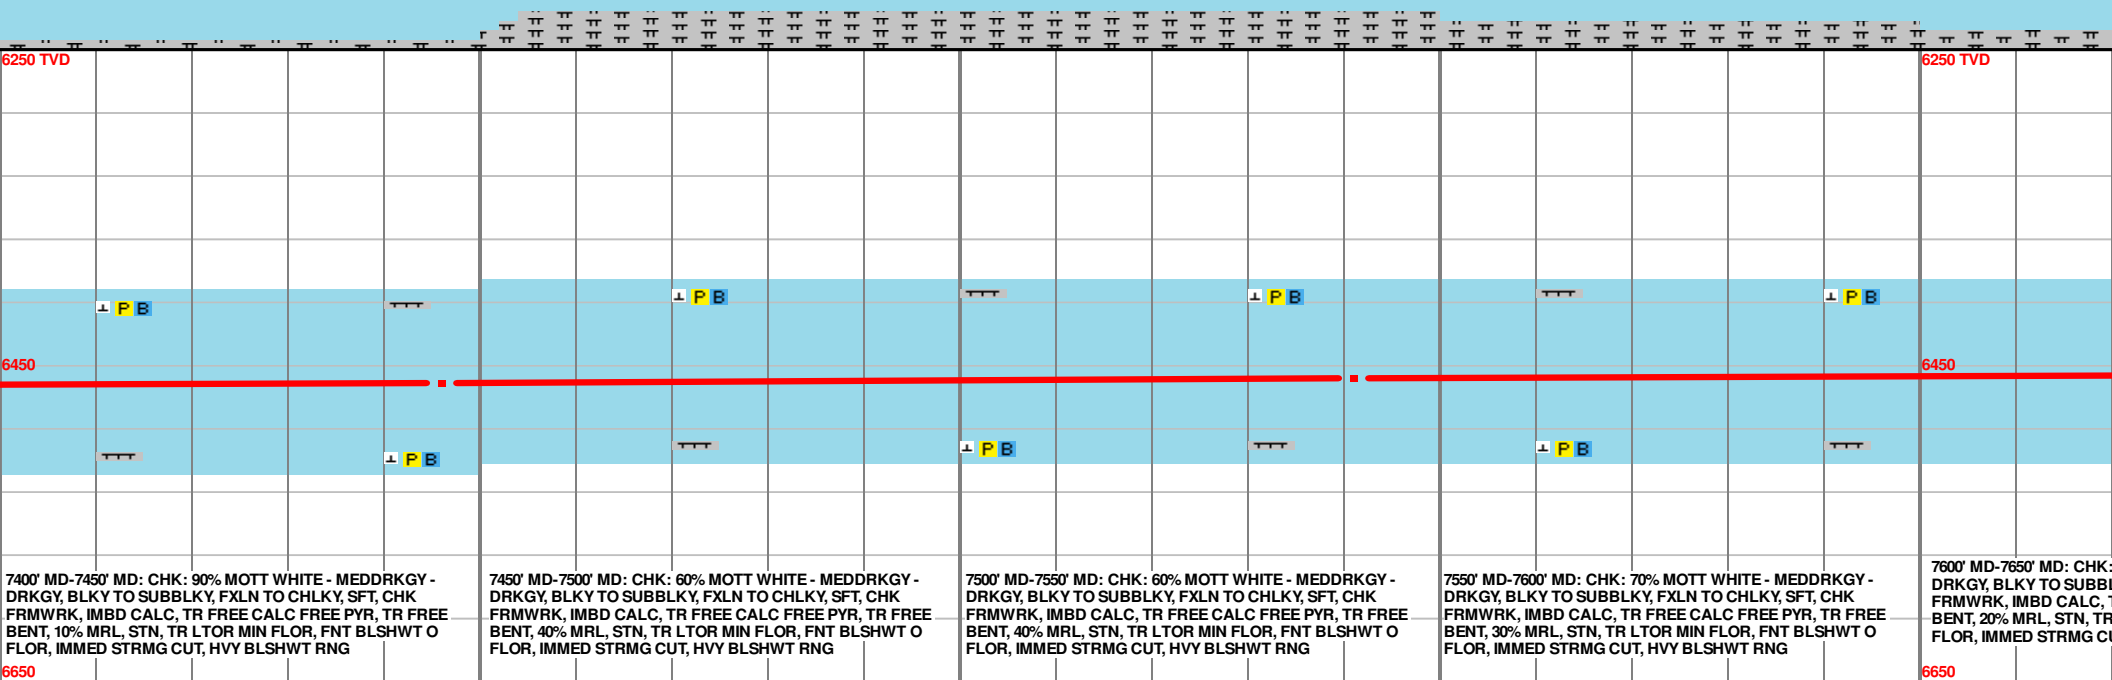 6250 TVD
6250 TVD
P B
P B
P B
P B
6450
6450
P B
P B
P B
7400' MD-7450' MD: CHK: 90% MOTT WHITE - MEDDRKGY -
DRKGY, BLKY TO SUBBLKY, FXLN TO CHLKY, SFT, CHK
FRMWRK, IMBD CALC, TR FREE CALC FREE PYR, TR FREE
BENT, 10% MRL, STN, TR LTOR MIN FLOR, FNT BLSHWT O
FLOR, IMMED STRMG CUT, HVY BLSHWT RNG
7450' MD-7500' MD: CHK: 60% MOTT WHITE - MEDDRKGY -
DRKGY, BLKY TO SUBBLKY, FXLN TO CHLKY, SFT, CHK
FRMWRK, IMBD CALC, TR FREE CALC FREE PYR, TR FREE
BENT, 40% MRL, STN, TR LTOR MIN FLOR, FNT BLSHWT O
FLOR, IMMED STRMG CUT, HVY BLSHWT RNG
7500' MD-7550' MD: CHK: 60% MOTT WHITE - MEDDRKGY -
DRKGY, BLKY TO SUBBLKY, FXLN TO CHLKY, SFT, CHK
FRMWRK, IMBD CALC, TR FREE CALC FREE PYR, TR FREE
BENT, 40% MRL, STN, TR LTOR MIN FLOR, FNT BLSHWT O
FLOR, IMMED STRMG CUT, HVY BLSHWT RNG
7550' MD-7600' MD: CHK: 70% MOTT WHITE - MEDDRKGY -
DRKGY, BLKY TO SUBBLKY, FXLN TO CHLKY, SFT, CHK
FRMWRK, IMBD CALC, TR FREE CALC FREE PYR, TR FREE
BENT, 30% MRL, STN, TR LTOR MIN FLOR, FNT BLSHWT O
FLOR, IMMED STRMG CUT, HVY BLSHWT RNG
7600' MD-7650' MD: CHK:
DRKGY, BLKY TO SUBBL
FRMWRK, IMBD CALC, T
BENT, 20% MRL, STN, TR
FLOR, IMMED STRMG CU
6650
6650